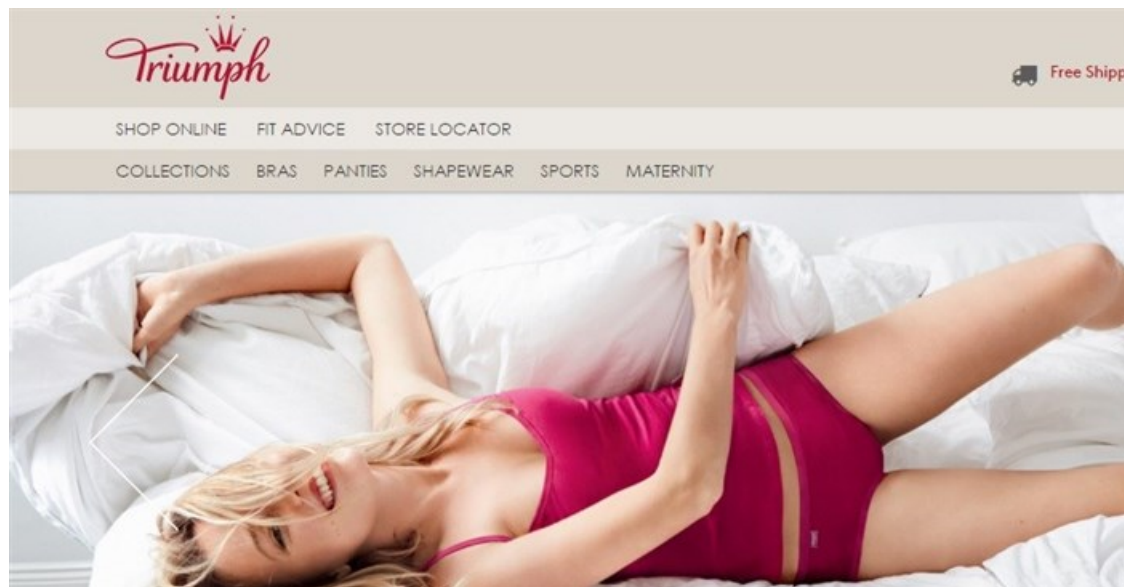 Triumph
Free Shipp
SHOP ONLINE FIT ADVICE STORE LOCATOR
COLLECTIONS BRAS PANTIES SHAPEWEAR SPORTS MATERNITY